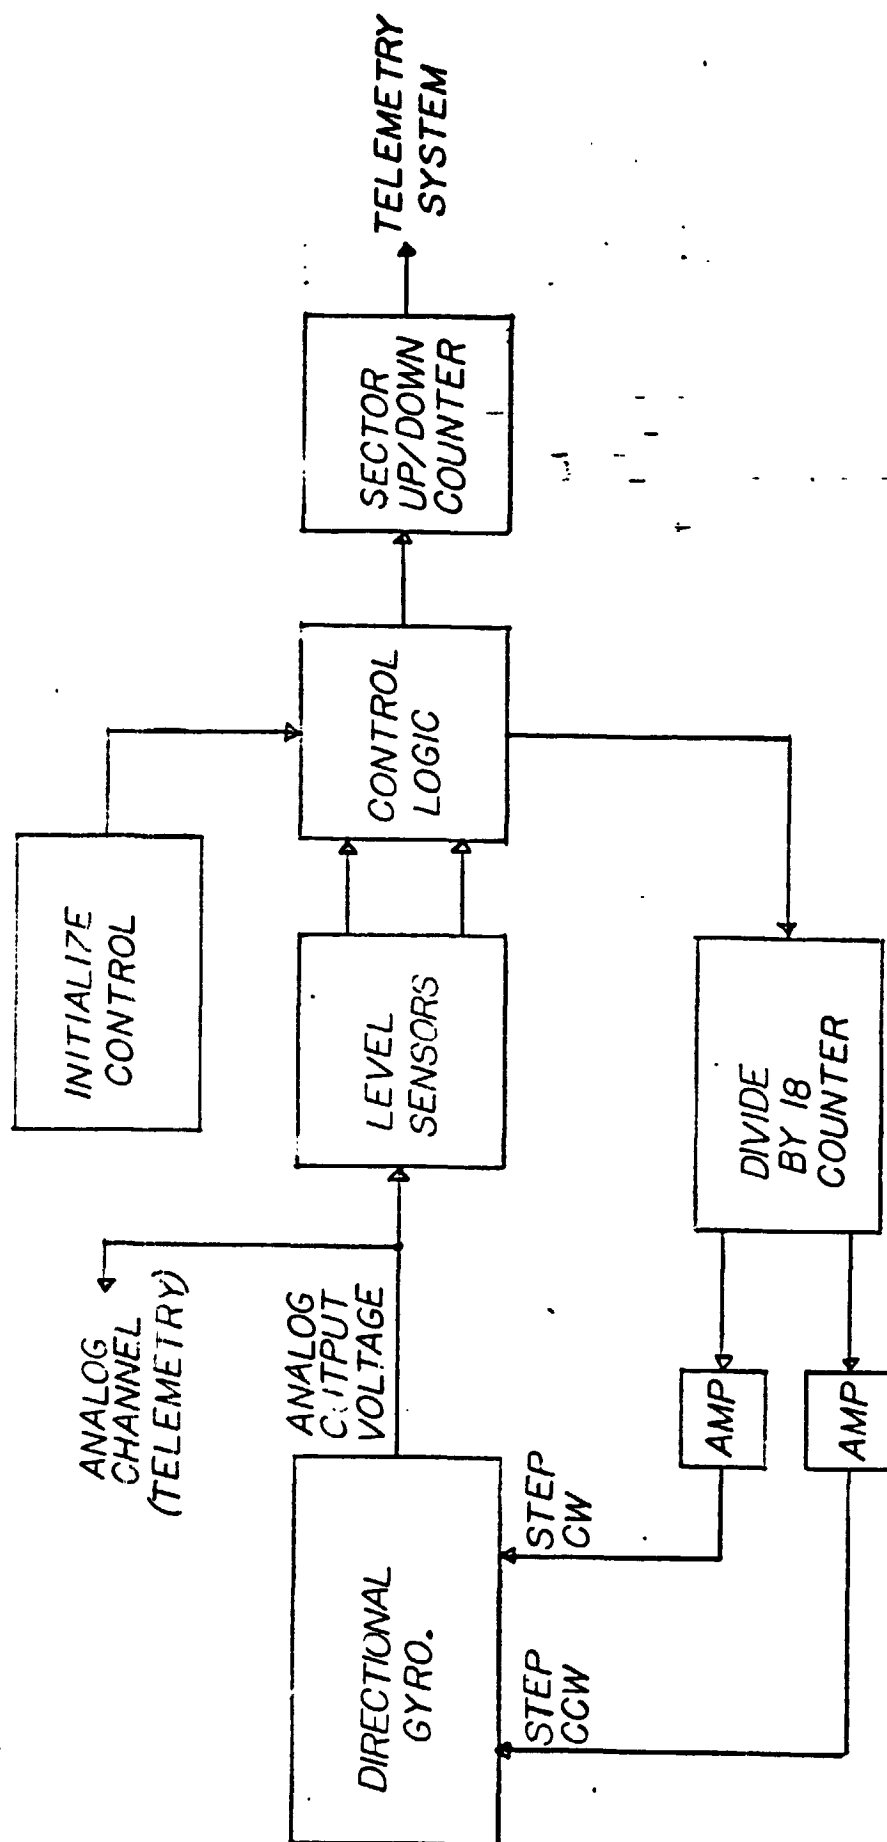 ANALOG
CHANNEL
(TELEMETRY)
INITIALIZE
CONTROL
DIRECTIONAL
GYRO.
ANALOG
OUTPUT
VOLTAGE
LEVEL
SENSORS
CONTROL
LOGIC
SECTOR
UP/DOWN
COUNTER
TELEMETRY
SYSTEM
STEP
CCW
STEP
CW
AMP
AMP
DIVIDE
BY 18
COUNTER